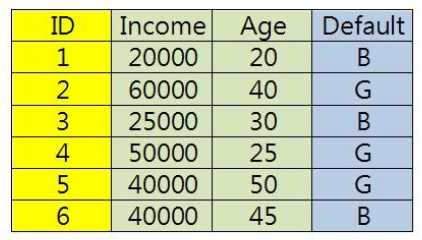 ID Income Age Default
1 20000 20 B
2 60000 40 G
3 25000 30 B
4 50000 25 G
5 40000 50 G
6 40000 45 B